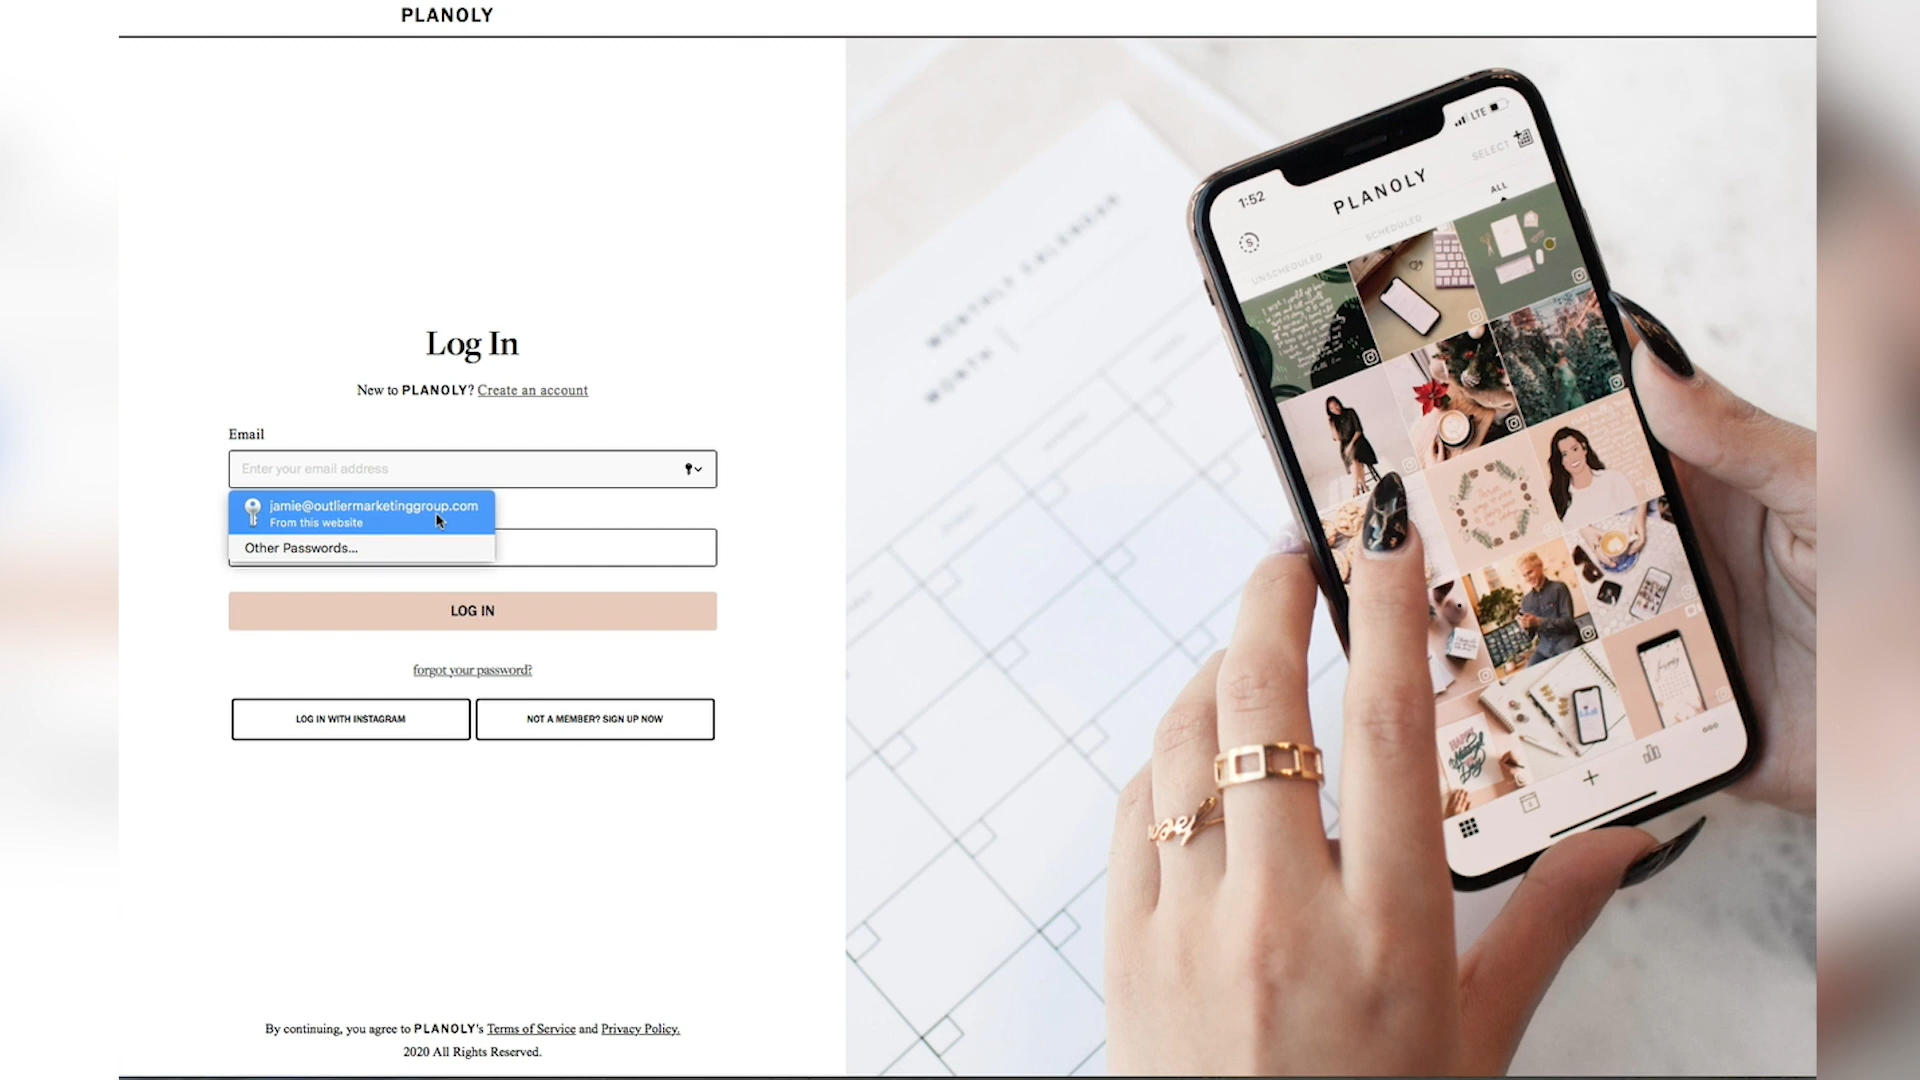 PLANOLY
Log In
New to PLANOLY? Create an account
Email
Enter your email address
jamie@outliermarketinggroup.com
From this website
Other Passwords...
LOG IN
forgot your password?
LOG IN WITH INSTAGRAM
NOT A MEMBER? SIGN UP NOW
By continuing, you agree to PLANOLY's Terms of Service and Privacy Policy.
2020 All Rights Reserved.
MONTHLY CALENDAR
MONTH
1:52
LTE
SELECT
PLANOLY
ALL
SCHEDULED
UNSCHEDULED